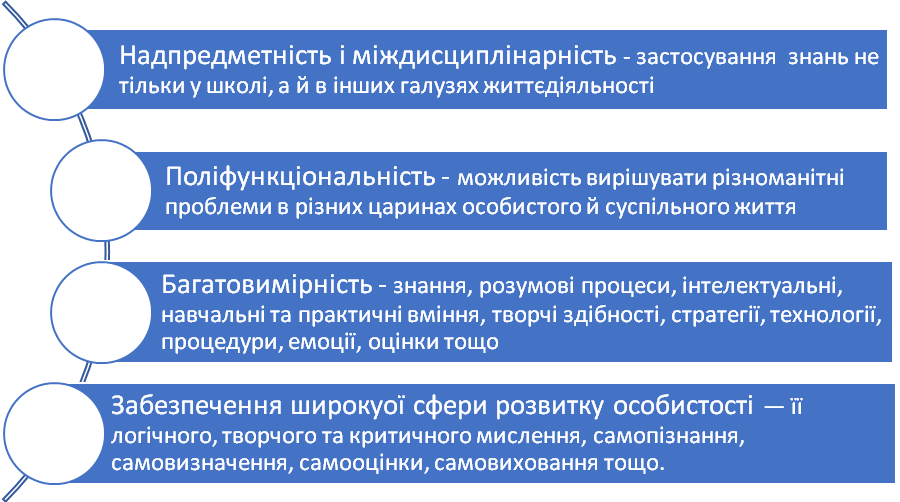 Надпредметність і міждисциплінарність - застосування знань не
тільки у школі, а й в інших галузях життєдіяльності
Поліфункціональність - можливість вирішувати різноманітні
проблеми в різних царинах особистого й суспільного життя
Багатовимірність - знання, розумові процеси, інтелектуальні,
навчальні та практичні вміння, творчі здібності, стратегії, технології,
процедури, емоції, оцінки тощо
Забезпечення широкуої сфери розвитку особистості — її
логічного, творчого та критичного мислення, самопізнання,
самовизначення, самооцінки, самовиховання тощо.